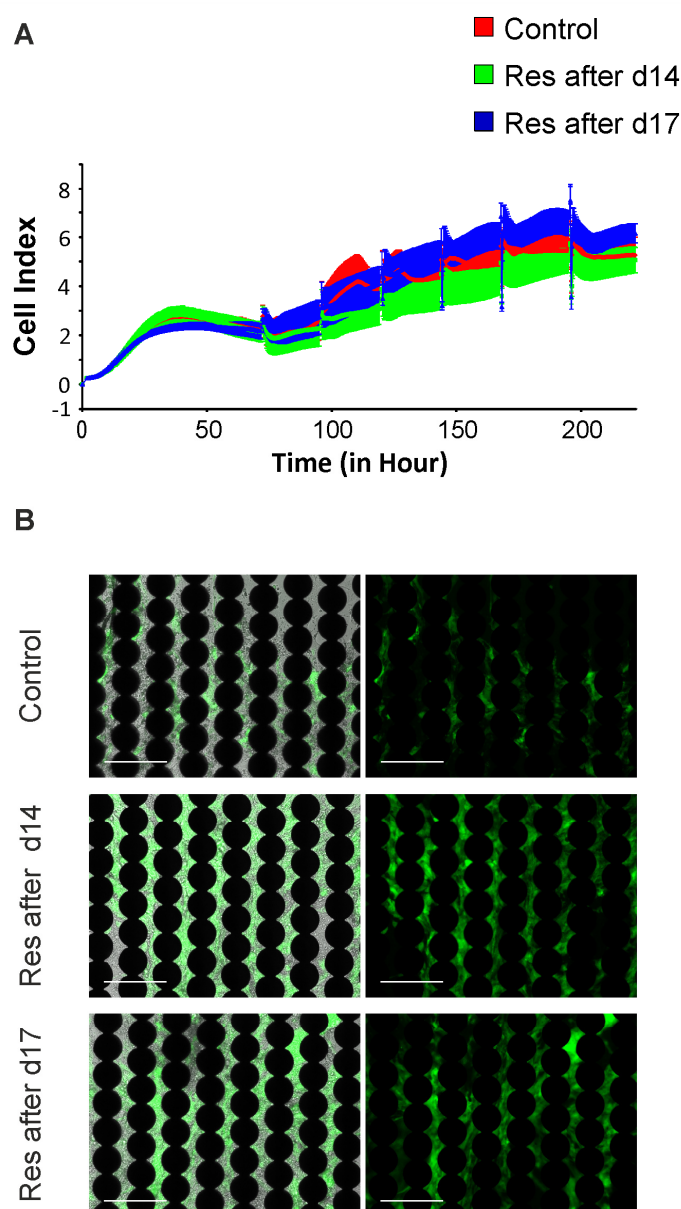 A
Control
Res after d14
Res after d17
Cell Index
8
6
4
2
0
-1
0
50
100
150
200
Time (in Hour)
B
Control
Res after d14
Res after d17